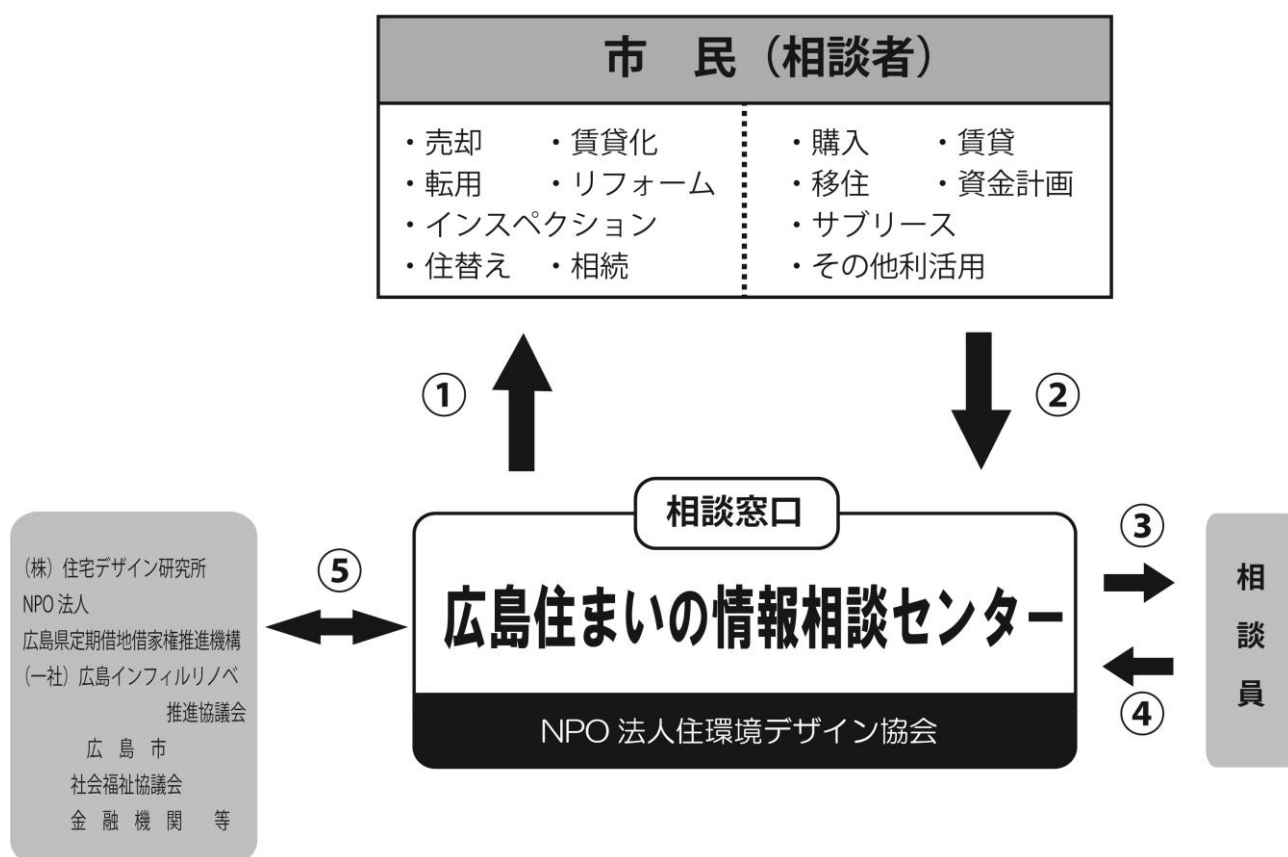 市　民（相談者）
・売却　・賃貸化
・転用　・リフォーム
・インスペクション
・住替え　・相続
・購入　・賃貸
・移住　・資金計画
・サブリース
・その他利活用
①
②
相談窓口
広島住まいの情報相談センター
NPO 法人住環境デザイン協会
③
④
相談員
⑤
（株）住宅デザイン研究所
NPO 法人
広島県定期借地借家権推進機構
（一社）広島インフィルリノベ
推進協議会
広　島　市
社会福祉協議会
金　融　機　関　等